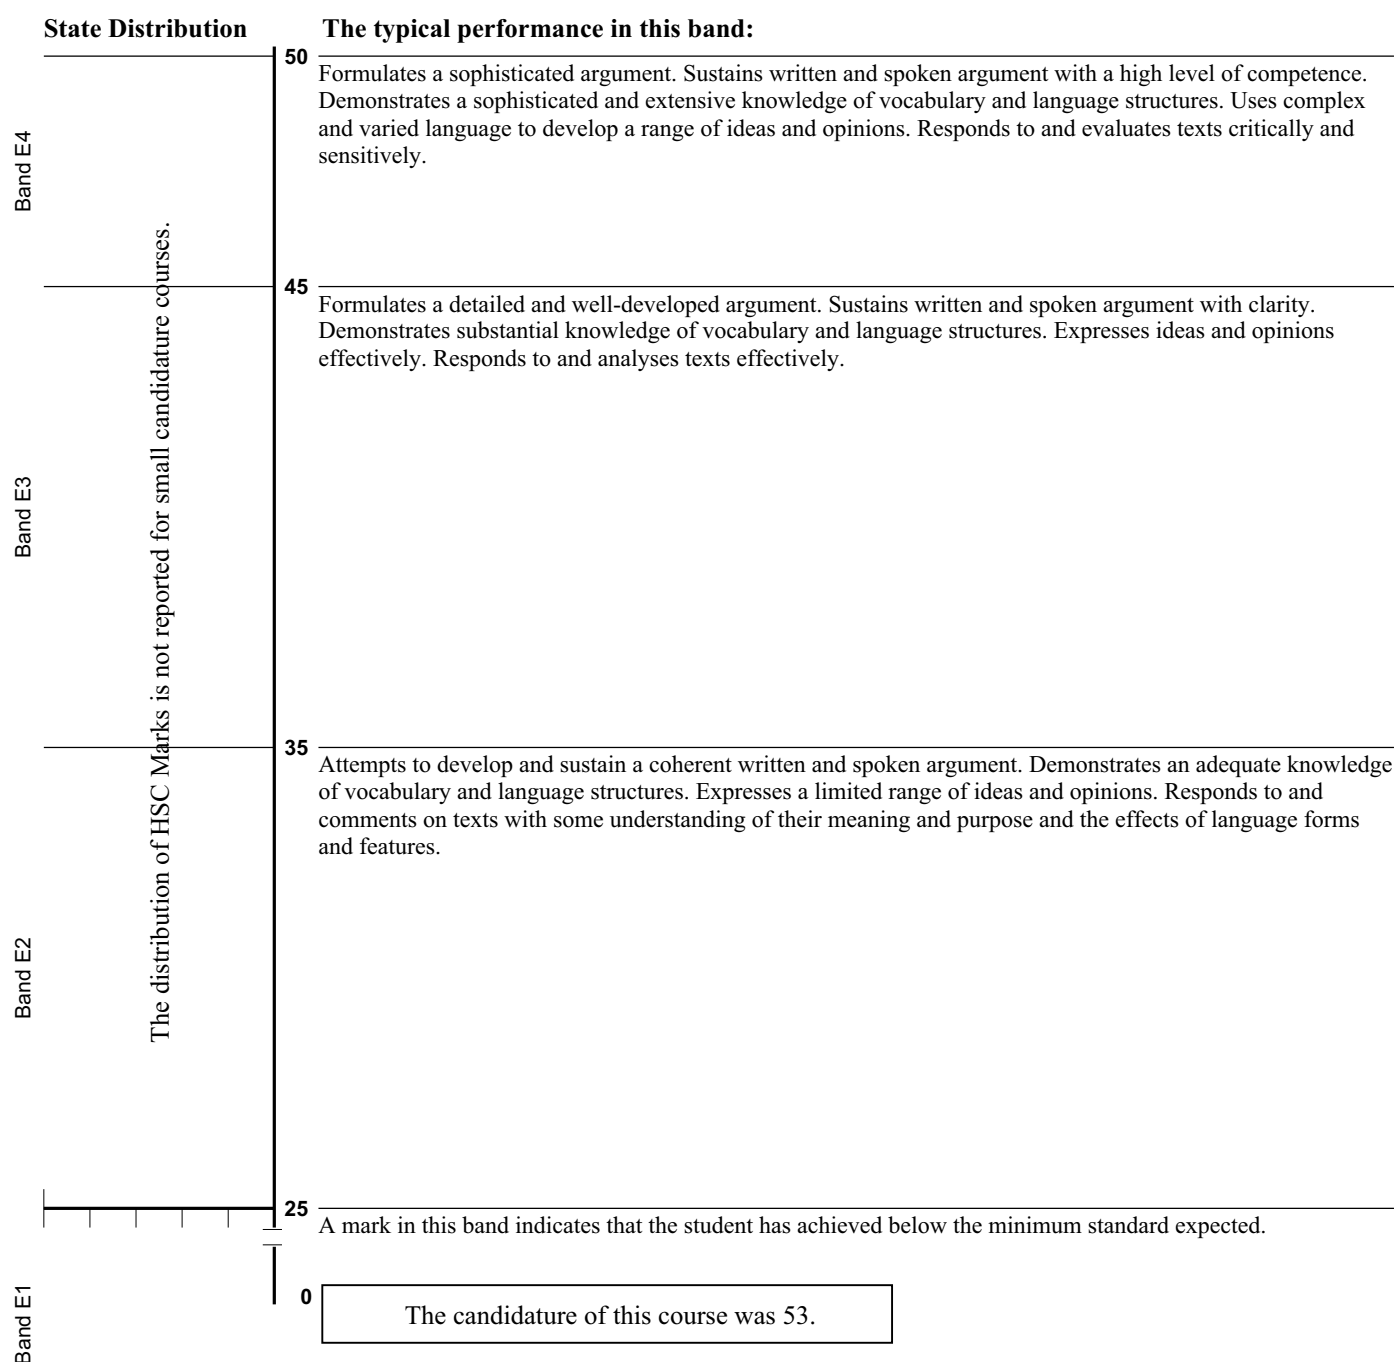 State Distribution
The typical performance in this band:
50
Formulates a sophisticated argument. Sustains written and spoken argument with a high level of competence.
Demonstrates a sophisticated and extensive knowledge of vocabulary and language structures. Uses complex
and varied language to develop a range of ideas and opinions. Responds to and evaluates texts critically and
sensitively.
Band E4
The distribution of HSC Marks is not reported for small candidature courses.
45
Formulates a detailed and well-developed argument. Sustains written and spoken argument with clarity.
Demonstrates substantial knowledge of vocabulary and language structures. Expresses ideas and opinions
effectively. Responds to and analyses texts effectively.
Band E3
35
Attempts to develop and sustain a coherent written and spoken argument. Demonstrates an adequate knowledge
of vocabulary and language structures. Expresses a limited range of ideas and opinions. Responds to and
comments on texts with some understanding of their meaning and purpose and the effects of language forms
and features.
Band E2
25
A mark in this band indicates that the student has achieved below the minimum standard expected.
0
The candidature of this course was 53.
Band E1